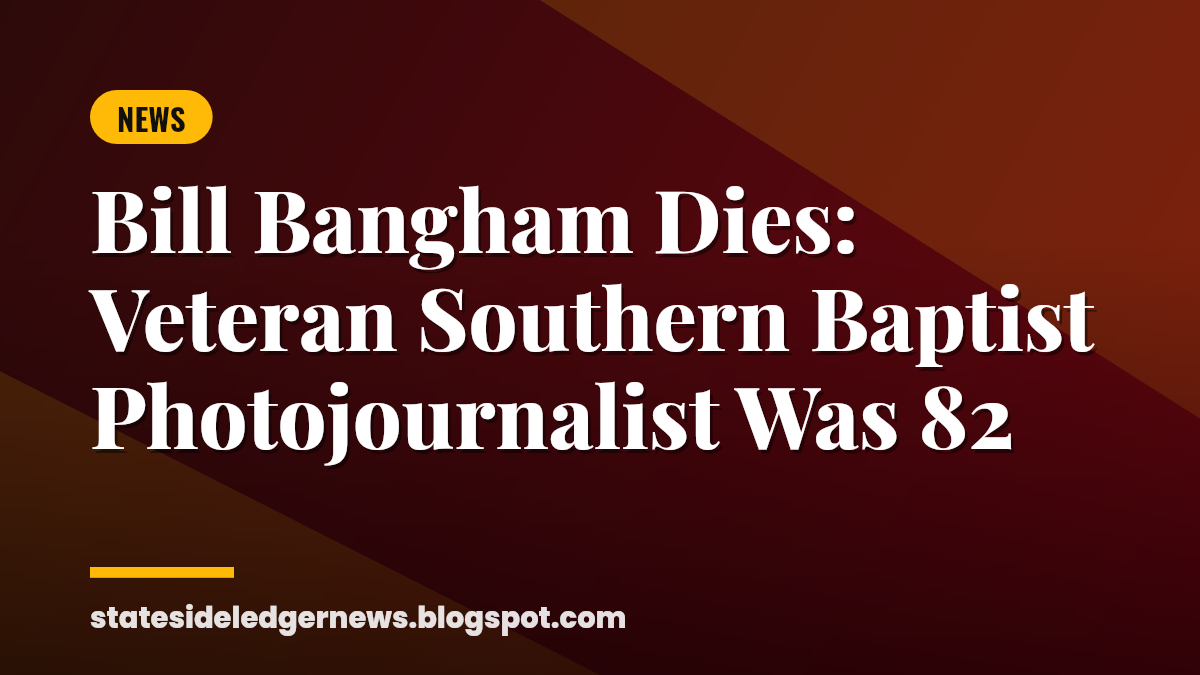 NEWS
Bill Bangham Dies:
Veteran Southern Baptist
Photojournalist Was 82
statesideledgernews.blogspot.com